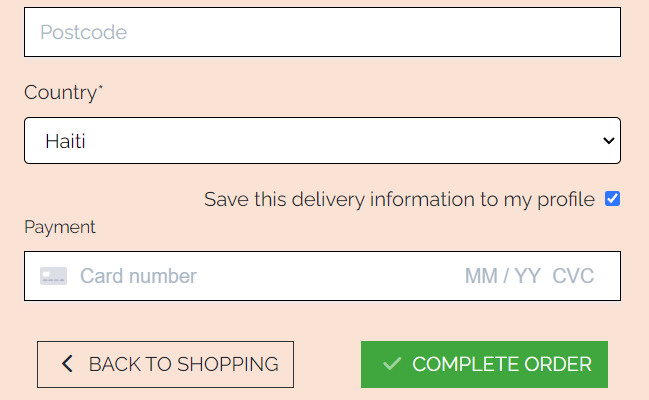 Postcode
Country*
Haiti
Save this delivery information to my profile
Payment
Card number MM / YY CVC
BACK TO SHOPPING COMPLETE ORDER